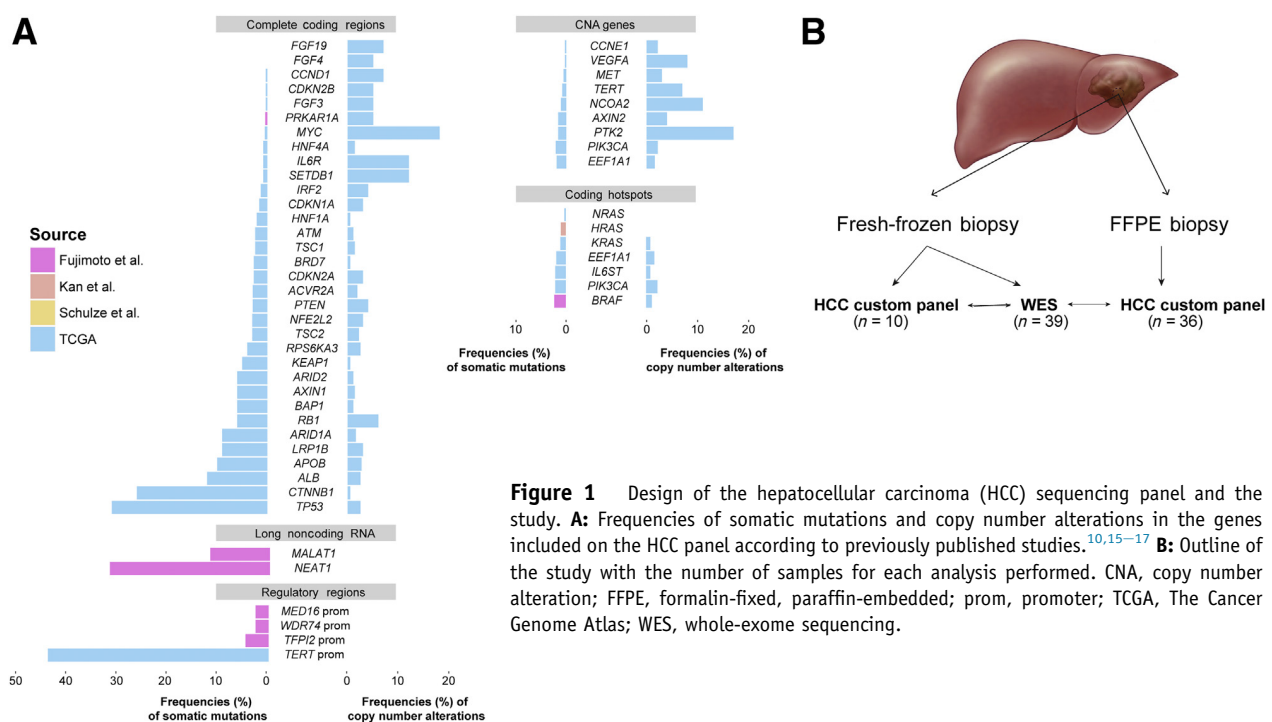 A
Complete coding regions
FGF19
FGF4
CCND1
CDKN2B
FGF3
PRKAR1A
MYC
HNF4A
IL6R
SETDB1
IRF2
CDKN1A
HNF1A
ATM
TSC1
BRD7
CDKN2A
ACVR2A
PTEN
NFE2L2
TSC2
RPS6KA3
KEAP1
ARID2
AXIN1
BAP1
RB1
ARID1A
LRP1B
APOB
ALB
CTNNB1
TP53
Long noncoding RNA
MALAT1
NEAT1
Regulatory regions
MED16 prom
WDR74 prom
TFPI2 prom
TERT prom
50 40 30 20 10 0 0 10 20
Frequencies (%) of somatic mutations
Frequencies (%) of copy number alterations
Source
Fujimoto et al.
Kan et al.
Schulze et al.
TCGA
CNA genes
CCNE1
VEGFA
MET
TERT
NCOA2
AXIN2
PTK2
PIK3CA
EEF1A1
Coding hotspots
NRAS
HRAS
KRAS
EEF1A1
IL6ST
PIK3CA
BRAF
10 0 0 10 20
Frequencies (%) of somatic mutations
Frequencies (%) of copy number alterations
B
Fresh-frozen biopsy
FFPE biopsy
HCC custom panel
(n = 10)
WES
(n = 39)
HCC custom panel
(n = 36)
Figure 1 Design of the hepatocellular carcinoma (HCC) sequencing panel and the
study. A: Frequencies of somatic mutations and copy number alterations in the genes
included on the HCC panel according to previously published studies.10,15–17 B: Outline of
the study with the number of samples for each analysis performed. CNA, copy number
alteration; FFPE, formalin-fixed, paraffin-embedded; prom, promoter; TCGA, The Cancer
Genome Atlas; WES, whole-exome sequencing.